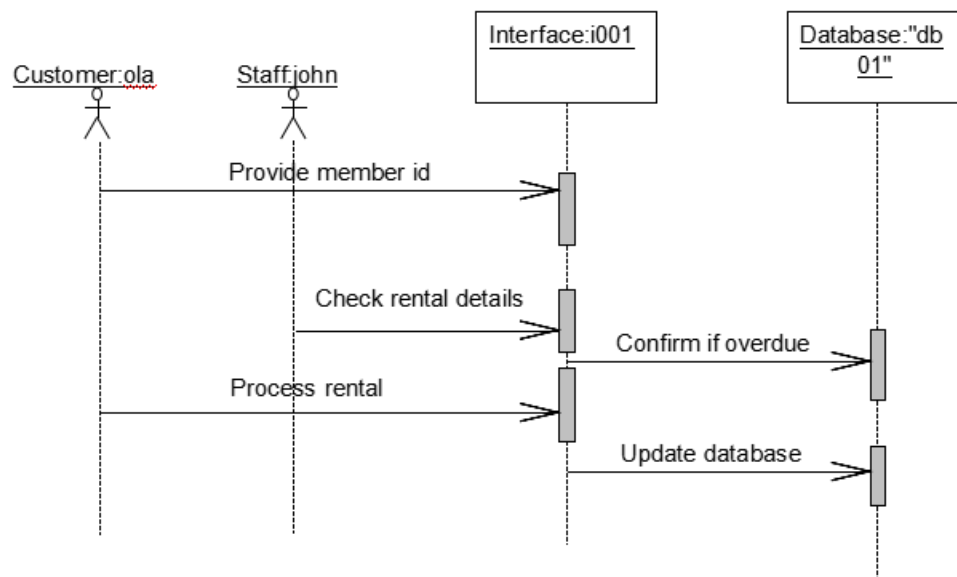 Interface:i001
Database:"db
01"
Customer:ola
Staff:john
Provide member id
Check rental details
Confirm if overdue
Process rental
Update database